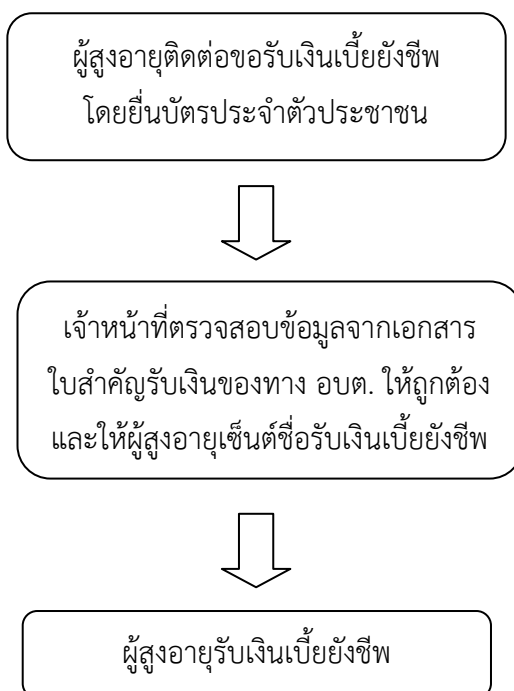 ผู้สูงอายุติดต่อขอรับเงินเบี้ยยังชีพ
โดยยื่นบัตรประจำตัวประชาชน
เจ้าหน้าที่ตรวจสอบข้อมูลจากเอกสาร
ใบสำคัญรับเงินของทาง อบต. ให้ถูกต้อง
และให้ผู้สูงอายุเซ็นต์ชื่อรับเงินเบี้ยยังชีพ
ผู้สูงอายุรับเงินเบี้ยยังชีพ